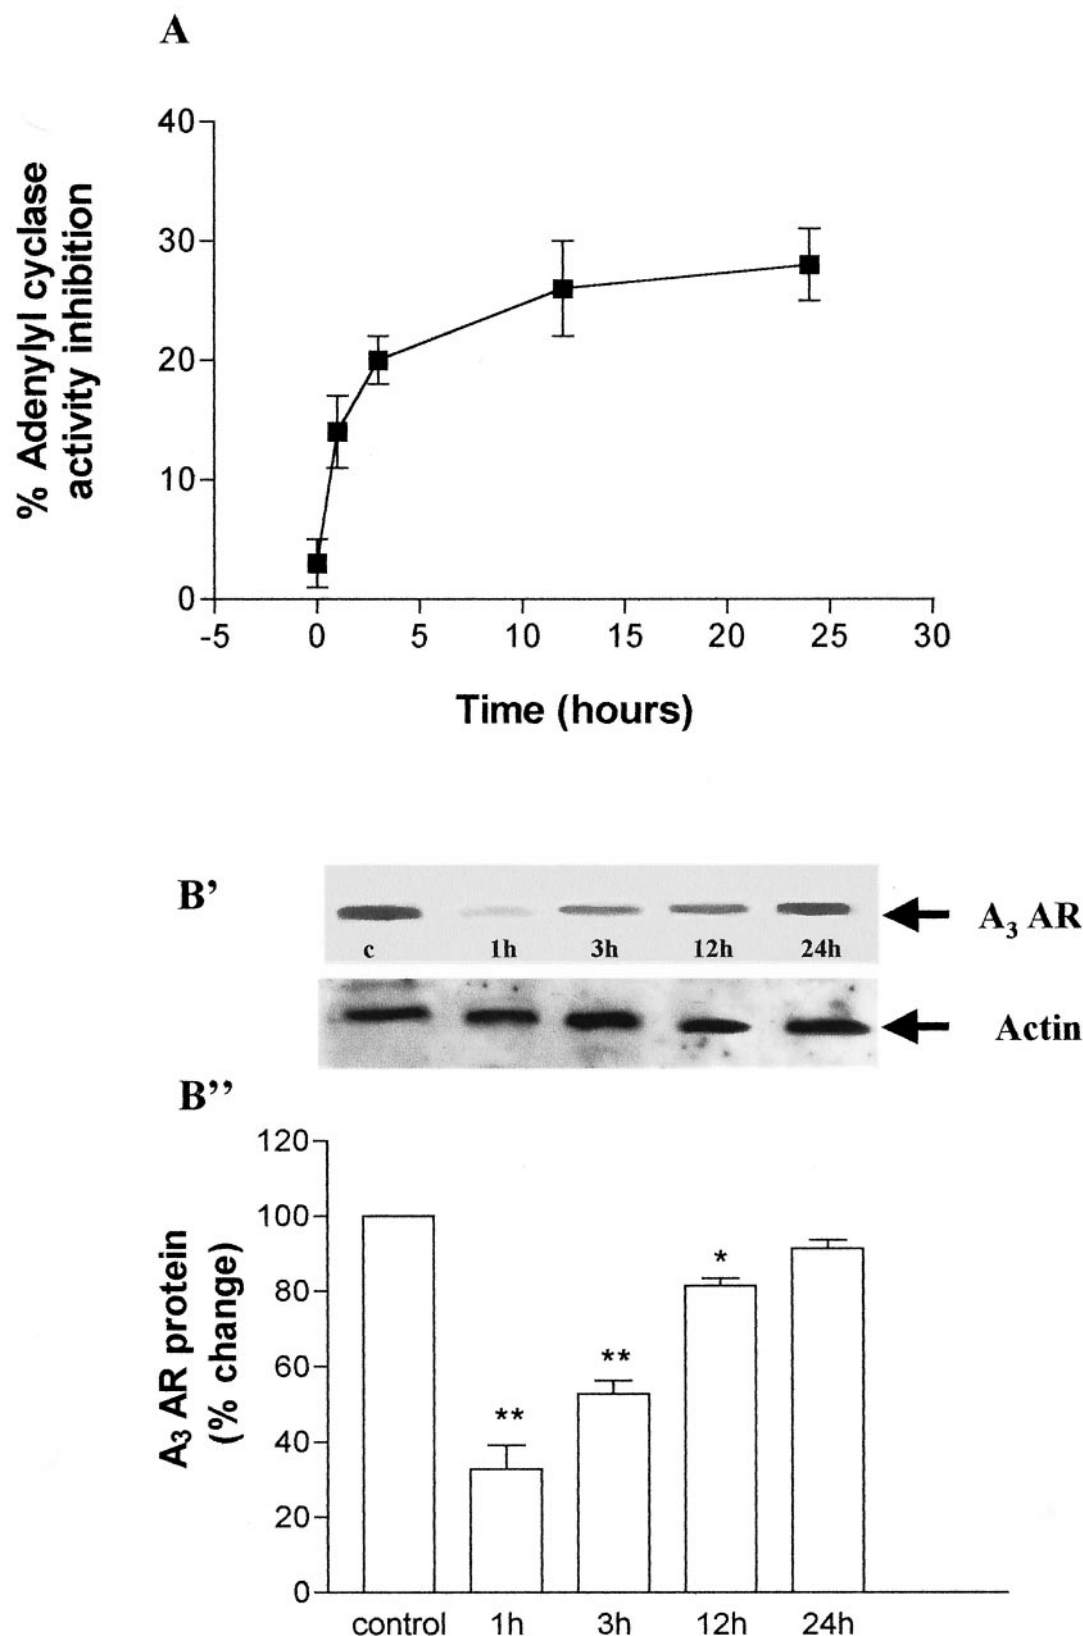 A
% Adenyl cyclase
activity inhibition
40
30
20
10
0
-5 0 5 10 15 20 25 30
Time (hours)
B’
A3 AR
c 1h 3h 12h 24h
Actin
B’’
A3 AR protein
(% change)
120
100
80
60
40
20
0
** ** *
control 1h 3h 12h 24h